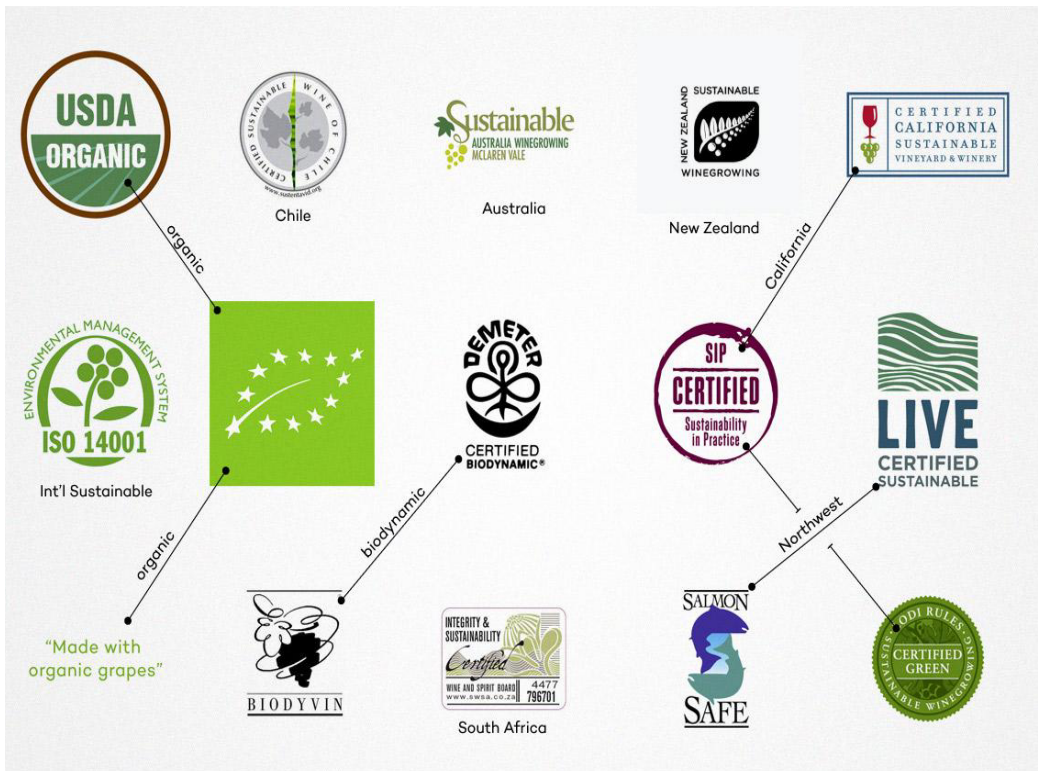 USDA
ORGANIC
CERTIFIED SUSTAINABLE WINE OF CHILE
www.sustentavid.org
Chile
Sustainable
AUSTRALIA WINEGROWING
MCLAREN VALE
Australia
NEW ZEALAND
SUSTAINABLE
WINEGROWING
New Zealand
CERTIFIED
CALIFORNIA
SUSTAINABLE
VINEYARD & WINERY
organic
California
ENVIRONMENTAL MANAGEMENT SYSTEM
ISO 14001
Int'l Sustainable
DEMETER
CERTIFIED
BIODYNAMIC®
SIP
CERTIFIED
Sustainability
in Practice
LIVE
CERTIFIED
SUSTAINABLE
organic
biodynamic
Northwest
“Made with
organic grapes”
BIODYVIN
INTEGRITY &
SUSTAINABILITY
Certified
WINE AND SPIRIT BOARD
www.swsa.co.za
4477
796701
South Africa
SALMON
SAFE
LODI RULES
CERTIFIED
GREEN
SUSTAINABLE WINEGROWING